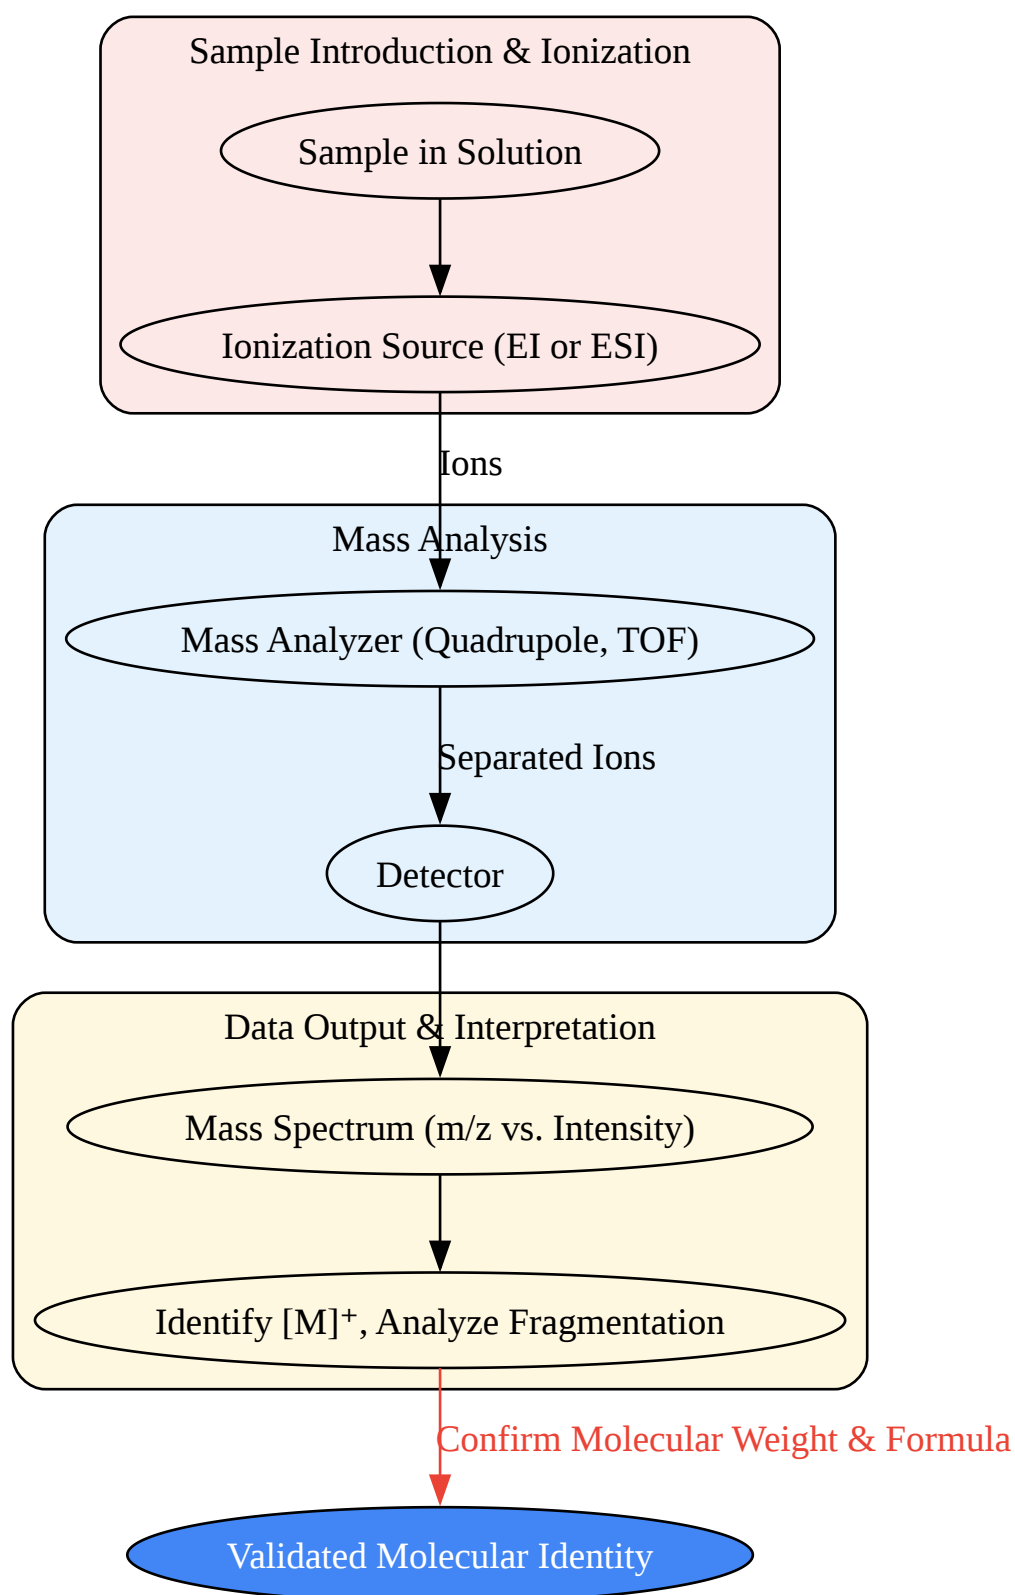 Sample Introduction & Ionization
Sample in Solution
Ionization Source (EI or ESI)
Ions
Mass Analysis
Mass Analyzer (Quadrupole, TOF)
Separated Ions
Detector
Data Output & Interpretation
Mass Spectrum (m/z vs. Intensity)
Identify [M]⁺, Analyze Fragmentation
Confirm Molecular Weight & Formula
Validated Molecular Identity